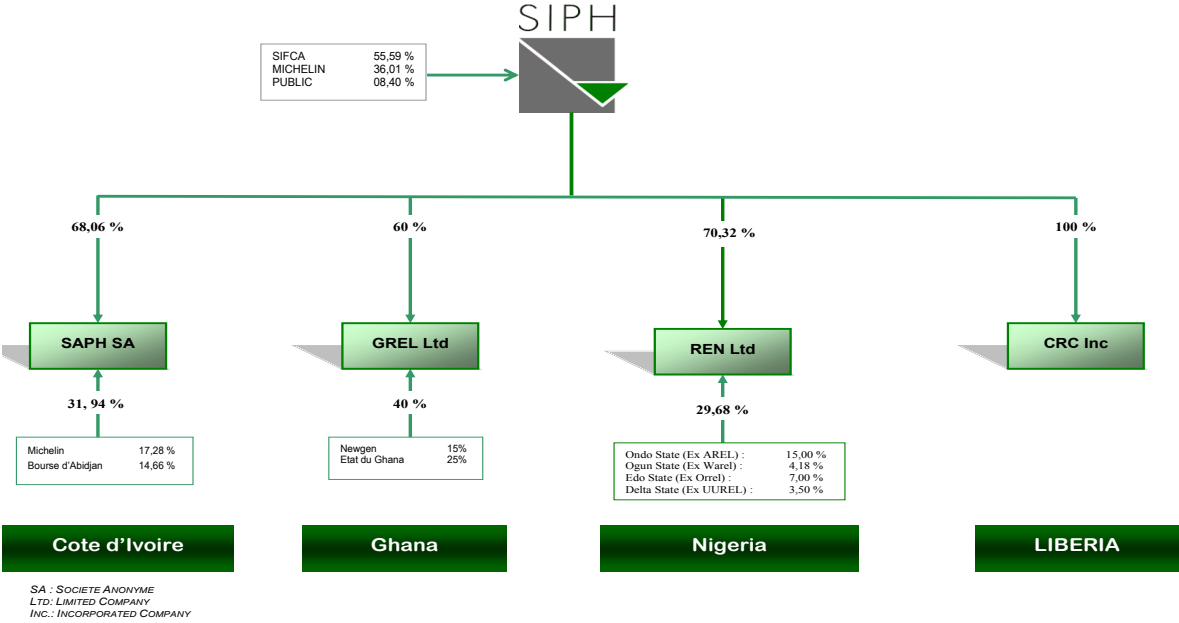 SIPH
SIFCA 55,59 %
MICHELIN 36,01 %
PUBLIC 08,40 %
68,06 %
60 %
70,32 %
100 %
SAPH SA
GREL Ltd
REN Ltd
CRC Inc
31, 94 %
40 %
29,68 %
Michelin 17,28 %
Bourse d'Abidjan 14,66 %
Newgen 15%
Etat du Ghana 25%
Ondo State (Ex AREL) : 15,00 %
Ogun State (Ex Warel) : 4,18 %
Edo State (Ex Orrel) : 7,00 %
Delta State (Ex UUREL) : 3,50 %
Cote d'Ivoire
Ghana
Nigeria
LIBERIA
SA : SOCIETE ANONYME
LTD: LIMITED COMPANY
INC.: INCORPORATED COMPANY